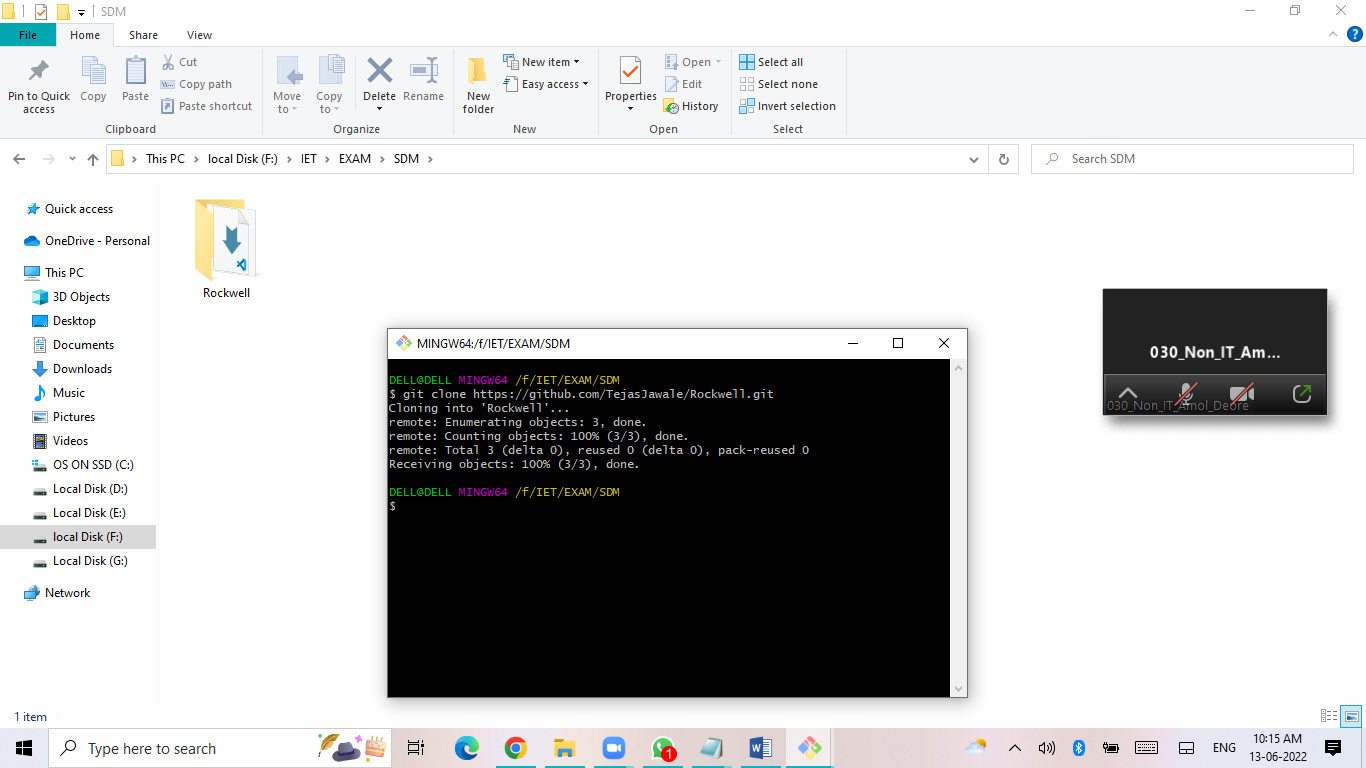 SDM
File Home Share View
Pin to Quick access
Copy
Paste
Cut
Copy path
Paste shortcut
Clipboard
Move to
Copy to
Delete
Rename
Organize
New folder
New item
Easy access
New
Properties
Open
Edit
History
Open
Select all
Select none
Invert selection
Select
This PC > local Disk (F:) > IET > EXAM > SDM >
Search SDM
Quick access
OneDrive - Personal
This PC
3D Objects
Desktop
Documents
Downloads
Music
Pictures
Videos
OS ON SSD (C:)
Local Disk (D:)
Local Disk (E:)
local Disk (F:)
Local Disk (G:)
Network
Rockwell
MINGW64:/f/IET/EXAM/SDM
DELL@DELL MINGW64 /f/IET/EXAM/SDM
$ git clone https://github.com/TejasJawale/Rockwell.git
Cloning into 'Rockwell'...
remote: Enumerating objects: 3, done.
remote: Counting objects: 100% (3/3), done.
remote: Total 3 (delta 0), reused 0 (delta 0), pack-reused 0
Receiving objects: 100% (3/3), done.
DELL@DELL MINGW64 /f/IET/EXAM/SDM
$
030_Non_IT_Am...
030_Non_IT_Amol_Deore
1 item
Type here to search
1
ENG
10:15 AM
13-06-2022